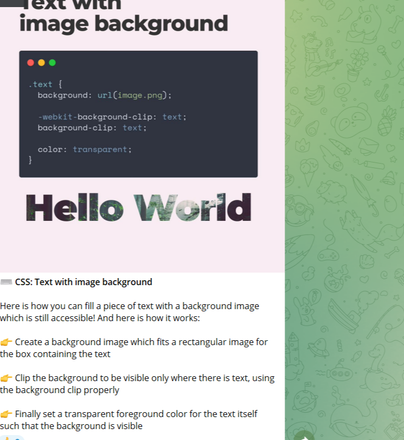 Text with
image background
.text {
background: url(image.png);
-webkit-background-clip: text;
background-clip: text;
color: transparent;
}
Hello World
CSS: Text with image background
Here is how you can fill a piece of text with a background image
which is still accessible! And here is how it works:
👉 Create a background image which fits a rectangular image for
the box containing the text
👉 Clip the background to be visible only where there is text, using
the background clip properly
👉 Finally set a transparent foreground color for the text itself
such that the background is visible